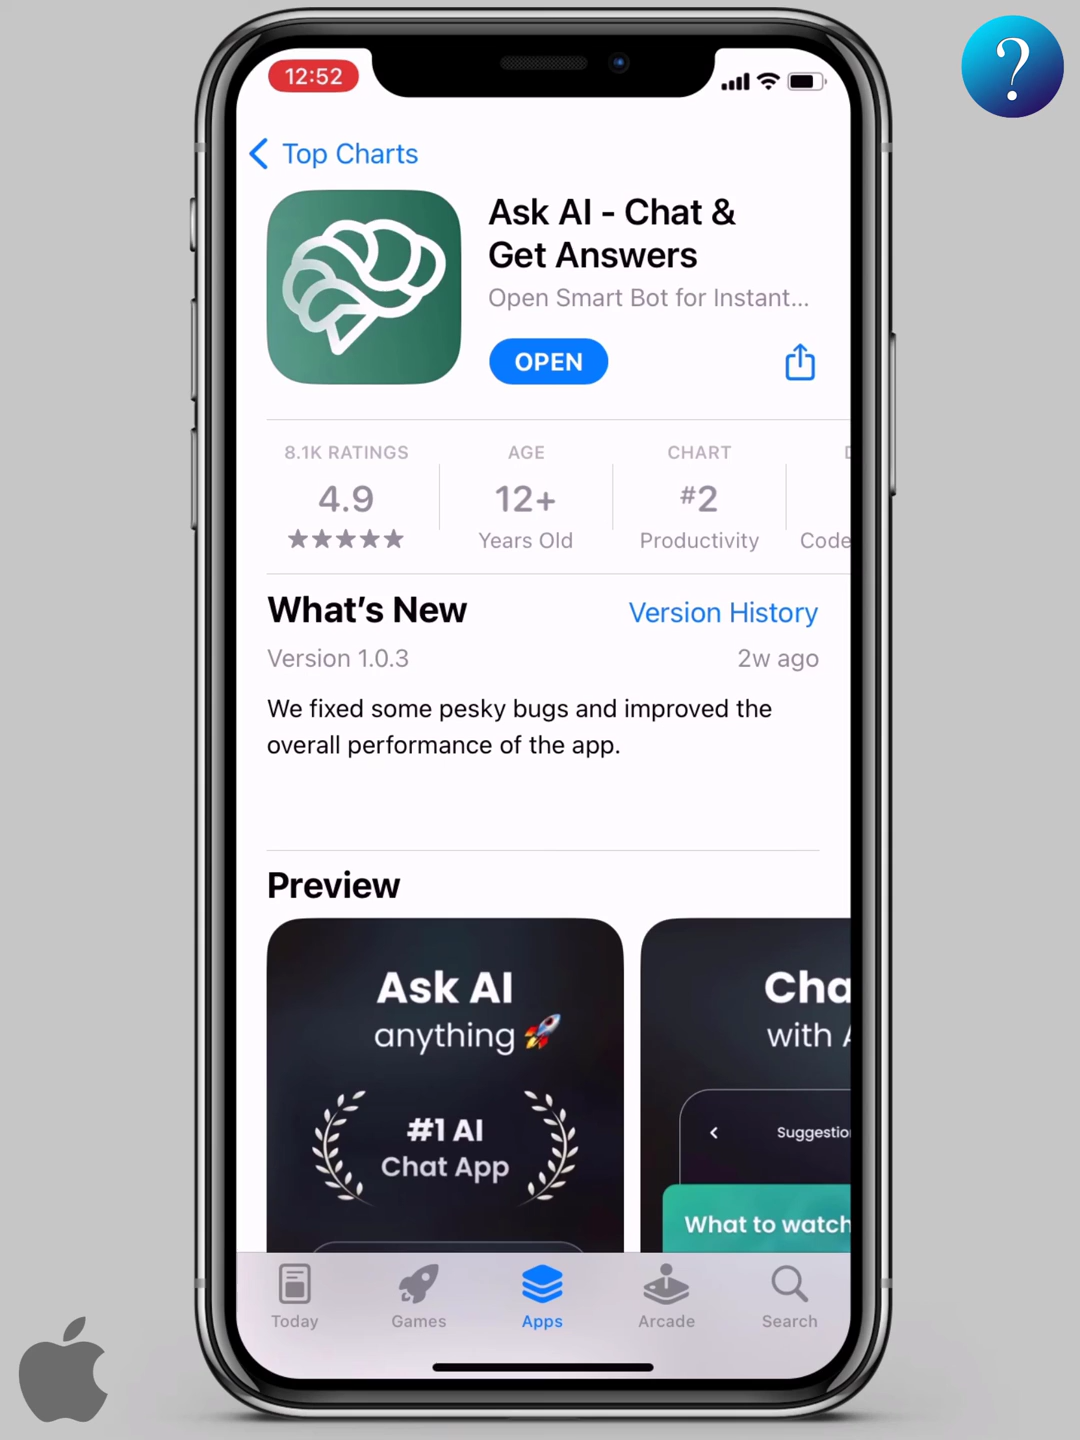 ?
12:52
Top Charts
Ask AI - Chat &
Get Answers
Open Smart Bot for Instant...
OPEN
8.1K RATINGS
AGE
CHART
4.9
12+
#2
★★★★★
Years Old
Productivity
Code
What's New
Version History
Version 1.0.3
2w ago
We fixed some pesky bugs and improved the
overall performance of the app.
Preview
Ask AI
anything 🚀
#1 AI
Chat App
Cha
with
Suggestio
What to watch
Today
Games
Apps
Arcade
Search